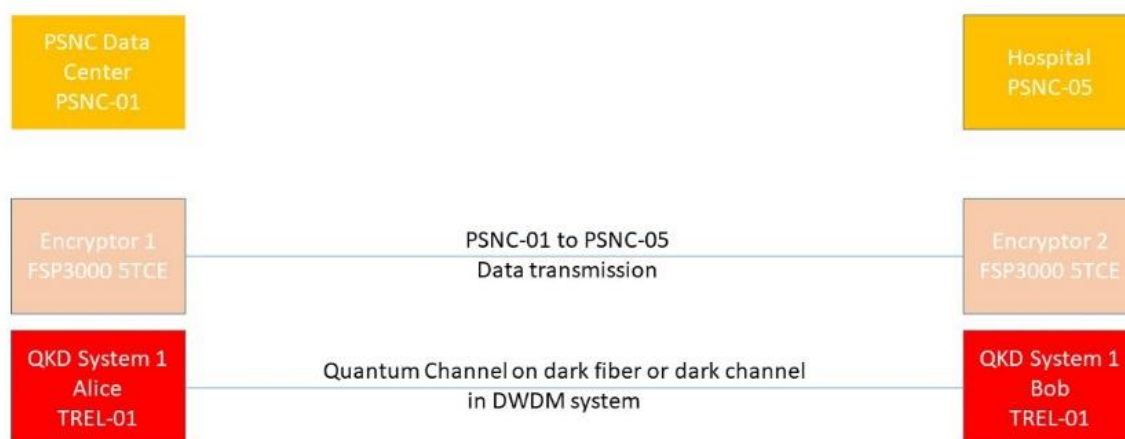 PSNC Data
Center
PSNC-01
Hospital
PSNC-05
Encryptor 1
FSP3000 5TCE
PSNC-01 to PSNC-05
Data transmission
Encryptor 2
FSP3000 5TCE
QKD System 1
Alice
TREL-01
Quantum Channel on dark fiber or dark channel
in DWDM system
QKD System 1
Bob
TREL-01